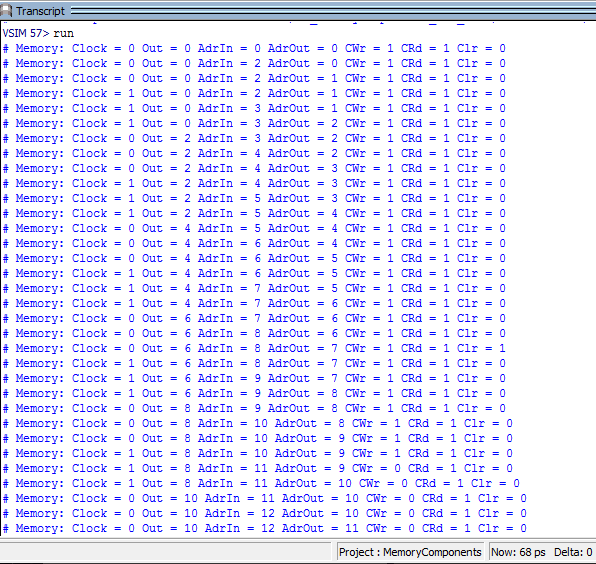 Transcript
VSIM 57> run
# Memory: Clock = 0 Out = 0 AdrIn = 0 AdrOut = 0 CWr = 1 CRd = 1 Clr = 0
# Memory: Clock = 0 Out = 0 AdrIn = 2 AdrOut = 0 CWr = 1 CRd = 1 Clr = 0
# Memory: Clock = 0 Out = 0 AdrIn = 2 AdrOut = 1 CWr = 1 CRd = 1 Clr = 0
# Memory: Clock = 1 Out = 0 AdrIn = 2 AdrOut = 1 CWr = 1 CRd = 1 Clr = 0
# Memory: Clock = 1 Out = 0 AdrIn = 3 AdrOut = 1 CWr = 1 CRd = 1 Clr = 0
# Memory: Clock = 1 Out = 0 AdrIn = 3 AdrOut = 2 CWr = 1 CRd = 1 Clr = 0
# Memory: Clock = 0 Out = 2 AdrIn = 3 AdrOut = 2 CWr = 1 CRd = 1 Clr = 0
# Memory: Clock = 0 Out = 2 AdrIn = 4 AdrOut = 2 CWr = 1 CRd = 1 Clr = 0
# Memory: Clock = 0 Out = 2 AdrIn = 4 AdrOut = 3 CWr = 1 CRd = 1 Clr = 0
# Memory: Clock = 1 Out = 2 AdrIn = 4 AdrOut = 3 CWr = 1 CRd = 1 Clr = 0
# Memory: Clock = 1 Out = 2 AdrIn = 5 AdrOut = 3 CWr = 1 CRd = 1 Clr = 0
# Memory: Clock = 1 Out = 2 AdrIn = 5 AdrOut = 4 CWr = 1 CRd = 1 Clr = 0
# Memory: Clock = 0 Out = 4 AdrIn = 5 AdrOut = 4 CWr = 1 CRd = 1 Clr = 0
# Memory: Clock = 0 Out = 4 AdrIn = 6 AdrOut = 4 CWr = 1 CRd = 1 Clr = 0
# Memory: Clock = 0 Out = 4 AdrIn = 6 AdrOut = 5 CWr = 1 CRd = 1 Clr = 0
# Memory: Clock = 1 Out = 4 AdrIn = 6 AdrOut = 5 CWr = 1 CRd = 1 Clr = 0
# Memory: Clock = 1 Out = 4 AdrIn = 7 AdrOut = 5 CWr = 1 CRd = 1 Clr = 0
# Memory: Clock = 1 Out = 4 AdrIn = 7 AdrOut = 6 CWr = 1 CRd = 1 Clr = 0
# Memory: Clock = 0 Out = 6 AdrIn = 7 AdrOut = 6 CWr = 1 CRd = 1 Clr = 0
# Memory: Clock = 0 Out = 6 AdrIn = 8 AdrOut = 6 CWr = 1 CRd = 1 Clr = 0
# Memory: Clock = 0 Out = 6 AdrIn = 8 AdrOut = 7 CWr = 1 CRd = 1 Clr = 1
# Memory: Clock = 1 Out = 6 AdrIn = 8 AdrOut = 7 CWr = 1 CRd = 1 Clr = 0
# Memory: Clock = 1 Out = 6 AdrIn = 9 AdrOut = 7 CWr = 1 CRd = 1 Clr = 0
# Memory: Clock = 1 Out = 6 AdrIn = 9 AdrOut = 8 CWr = 1 CRd = 1 Clr = 0
# Memory: Clock = 0 Out = 8 AdrIn = 9 AdrOut = 8 CWr = 1 CRd = 1 Clr = 0
# Memory: Clock = 0 Out = 8 AdrIn = 10 AdrOut = 8 CWr = 1 CRd = 1 Clr = 0
# Memory: Clock = 0 Out = 8 AdrIn = 10 AdrOut = 9 CWr = 1 CRd = 1 Clr = 0
# Memory: Clock = 1 Out = 8 AdrIn = 10 AdrOut = 9 CWr = 1 CRd = 1 Clr = 0
# Memory: Clock = 1 Out = 8 AdrIn = 11 AdrOut = 9 CWr = 0 CRd = 1 Clr = 0
# Memory: Clock = 1 Out = 8 AdrIn = 11 AdrOut = 10 CWr = 0 CRd = 1 Clr = 0
# Memory: Clock = 0 Out = 10 AdrIn = 11 AdrOut = 10 CWr = 0 CRd = 1 Clr = 0
# Memory: Clock = 0 Out = 10 AdrIn = 12 AdrOut = 10 CWr = 0 CRd = 1 Clr = 0
# Memory: Clock = 0 Out = 10 AdrIn = 12 AdrOut = 11 CWr = 0 CRd = 1 Clr = 0
Project : MemoryComponents Now: 68 ps Delta: 0